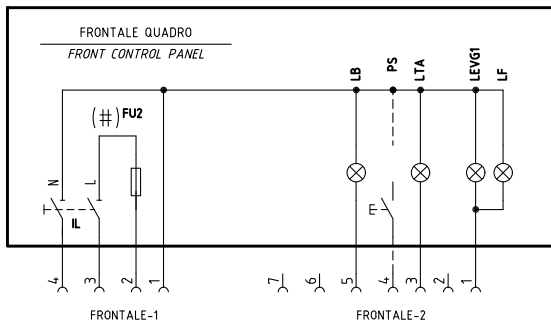 FRONTALE QUADRO
FRONT CONTROL PANEL
LB
PS
LTA
LEVG1
LF
(#) FU2
N
L
IL
4
3
2
1
7
6
5
4
3
2
1
FRONTALE-1
FRONTALE-2